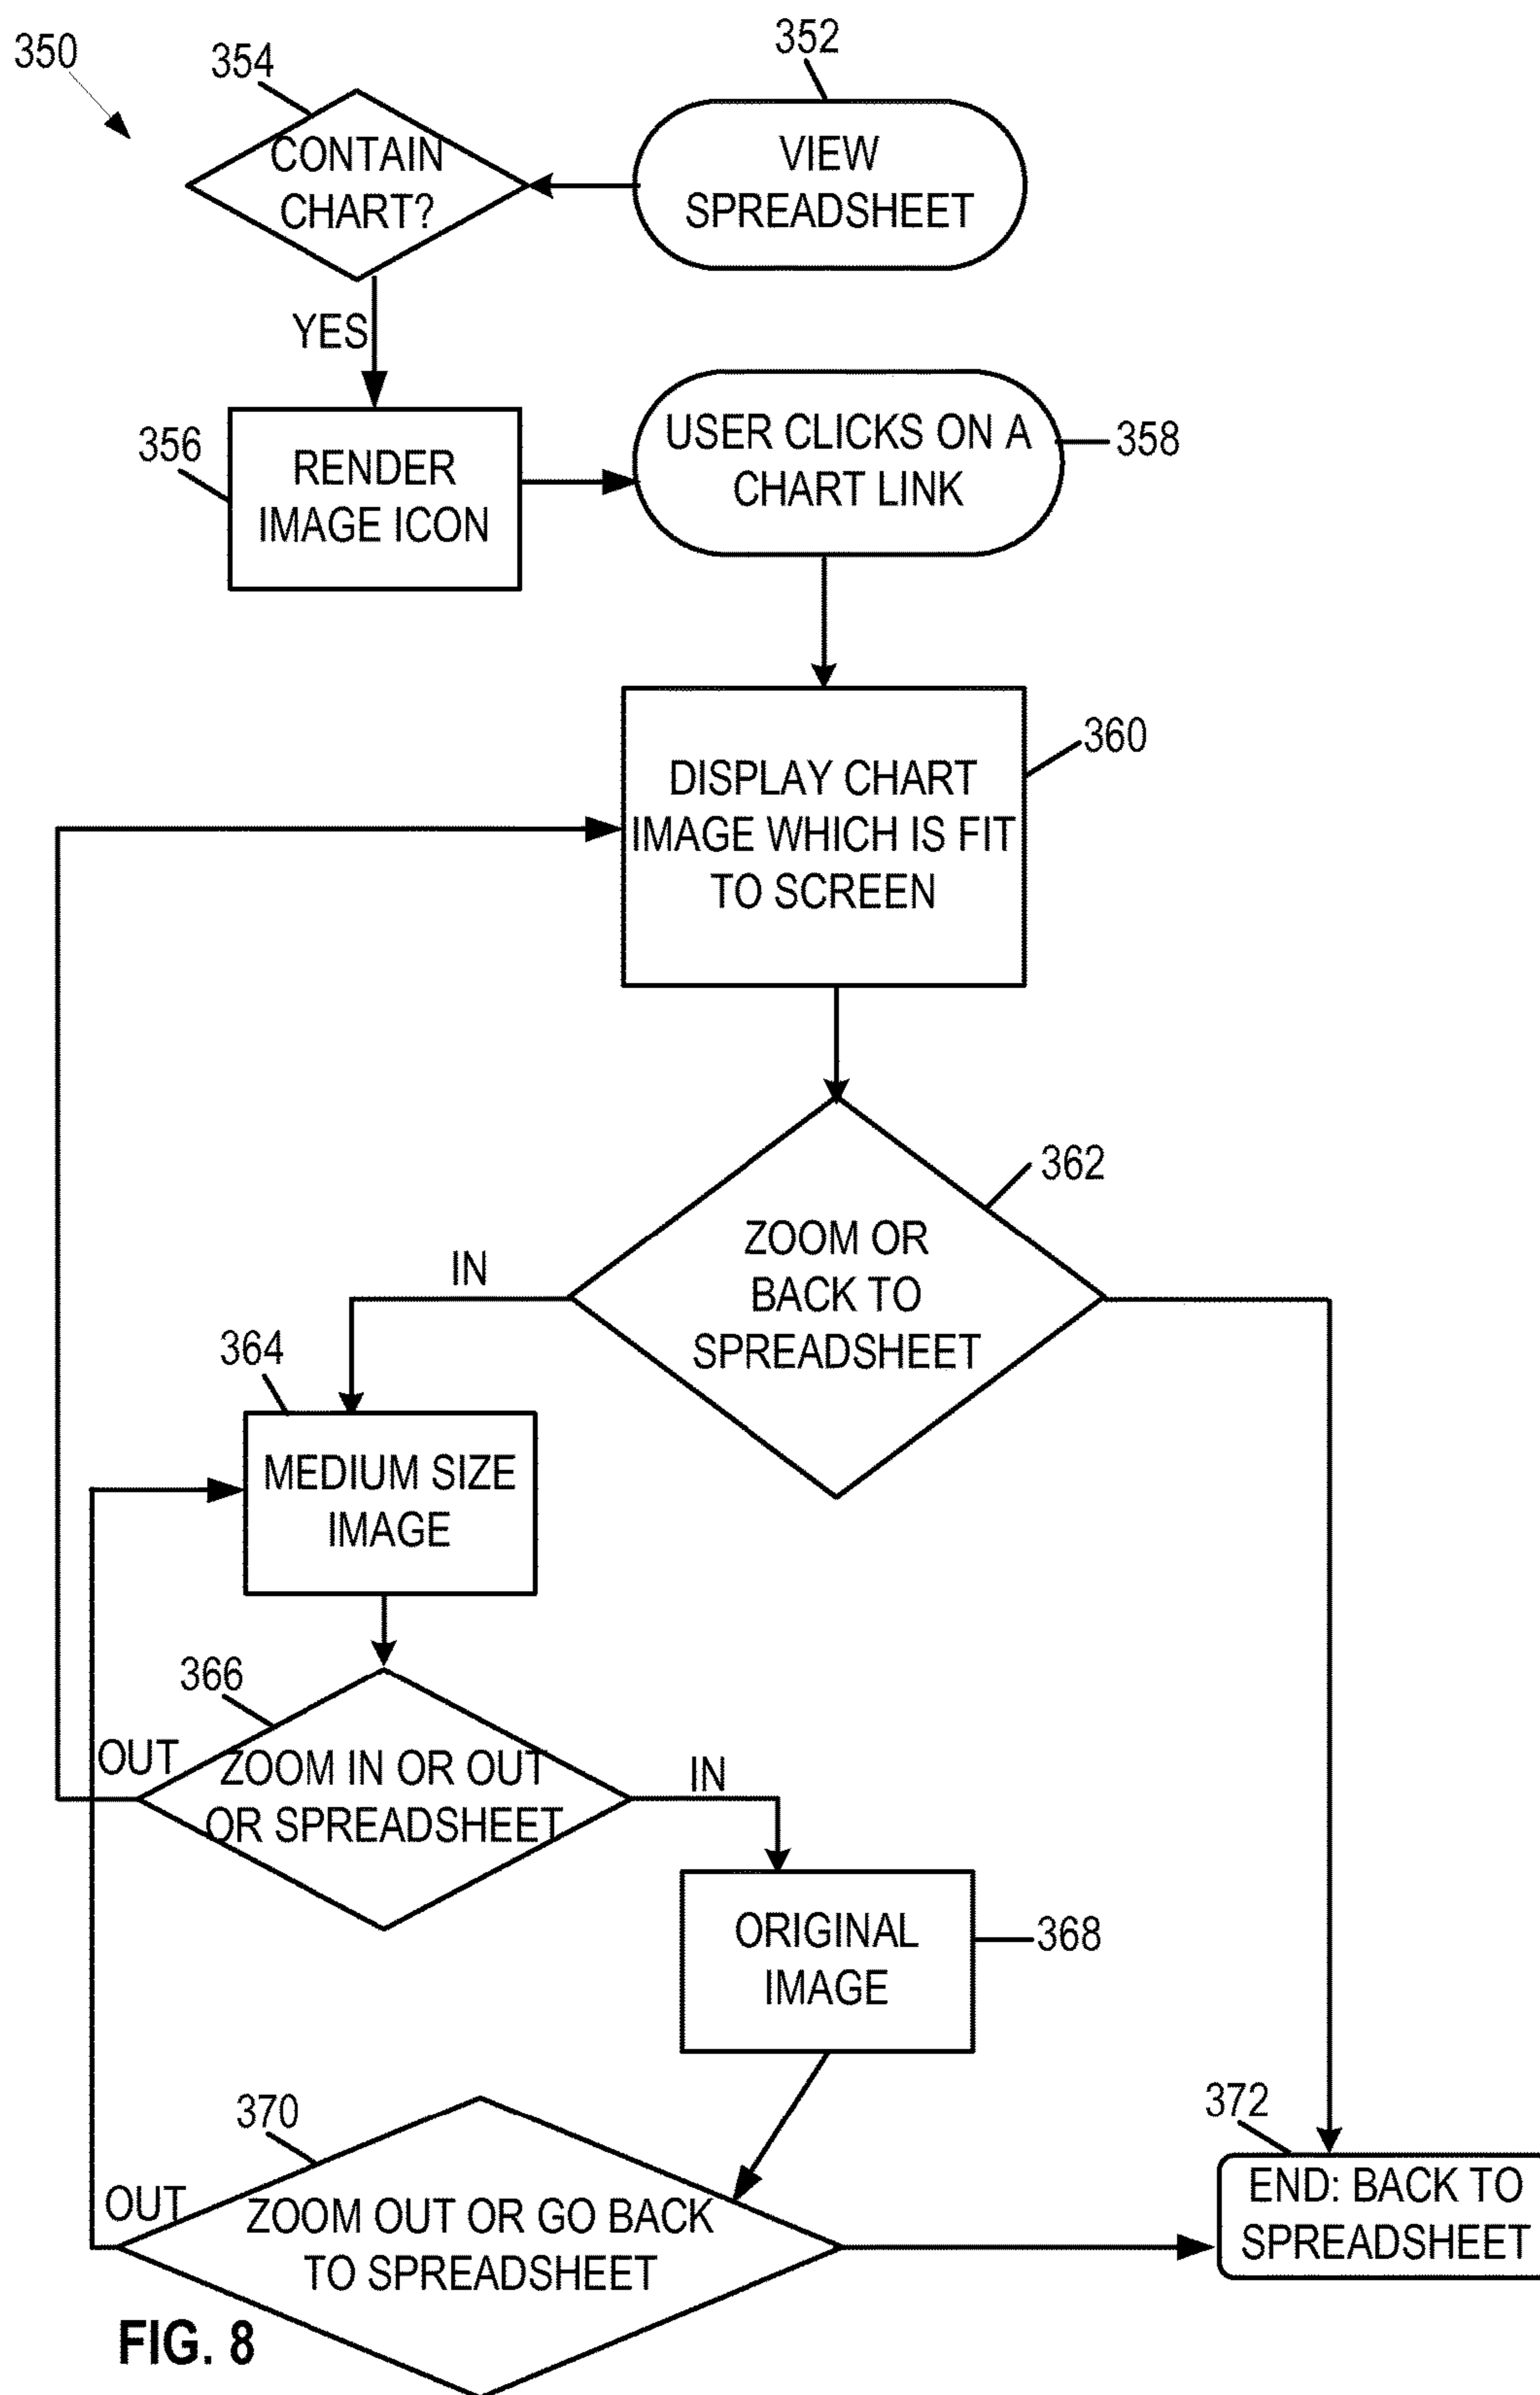 350
354
352
CONTAIN
CHART?
VIEW
SPREADSHEET
YES
356
RENDER
IMAGE ICON
USER CLICKS ON A
CHART LINK
358
360
DISPLAY CHART
IMAGE WHICH IS FIT
TO SCREEN
362
ZOOM OR
BACK TO
SPREADSHEET
IN
364
MEDIUM SIZE
IMAGE
366
OUT
ZOOM IN OR OUT
OR SPREADSHEET
IN
ORIGINAL
IMAGE
368
370
OUT
ZOOM OUT OR GO BACK
TO SPREADSHEET
372
END: BACK TO
SPREADSHEET
FIG. 8